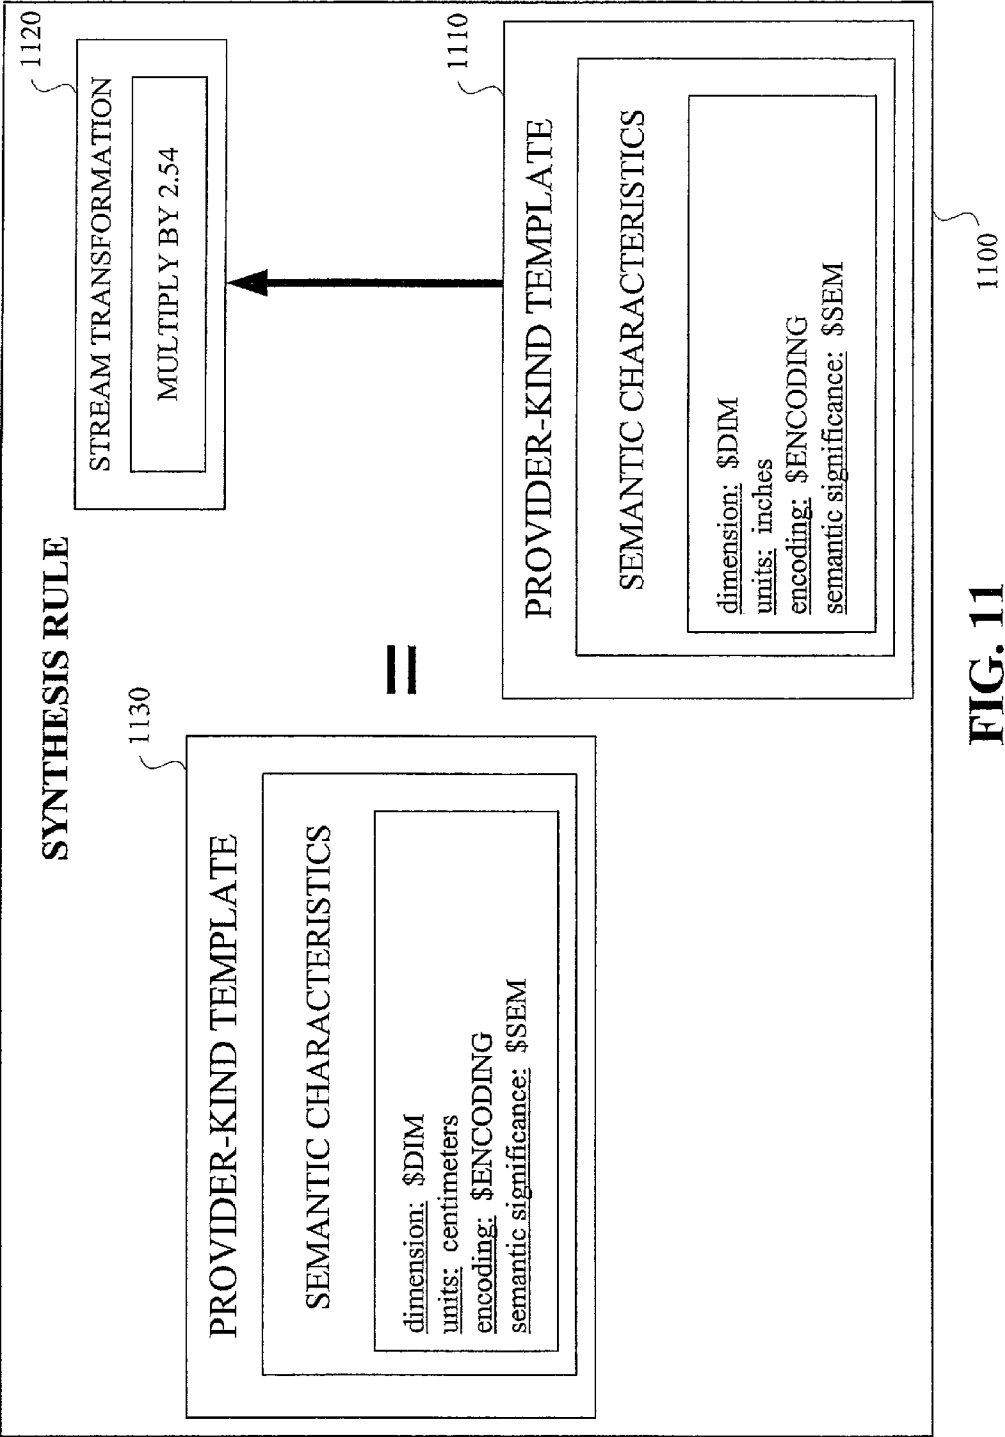 SYNTHESIS RULE
1130
PROVIDER-KIND TEMPLATE
SEMANTIC CHARACTERISTICS
dimension: $DIM
units: centimeters
encoding: $ENCODING
semantic significance: $SEM
=
1120
STREAM TRANSFORMATION
MULTIPLY BY 2.54
1110
PROVIDER-KIND TEMPLATE
SEMANTIC CHARACTERISTICS
dimension: $DIM
units: inches
encoding: $ENCODING
semantic significance: $SEM
1100
FIG. 11